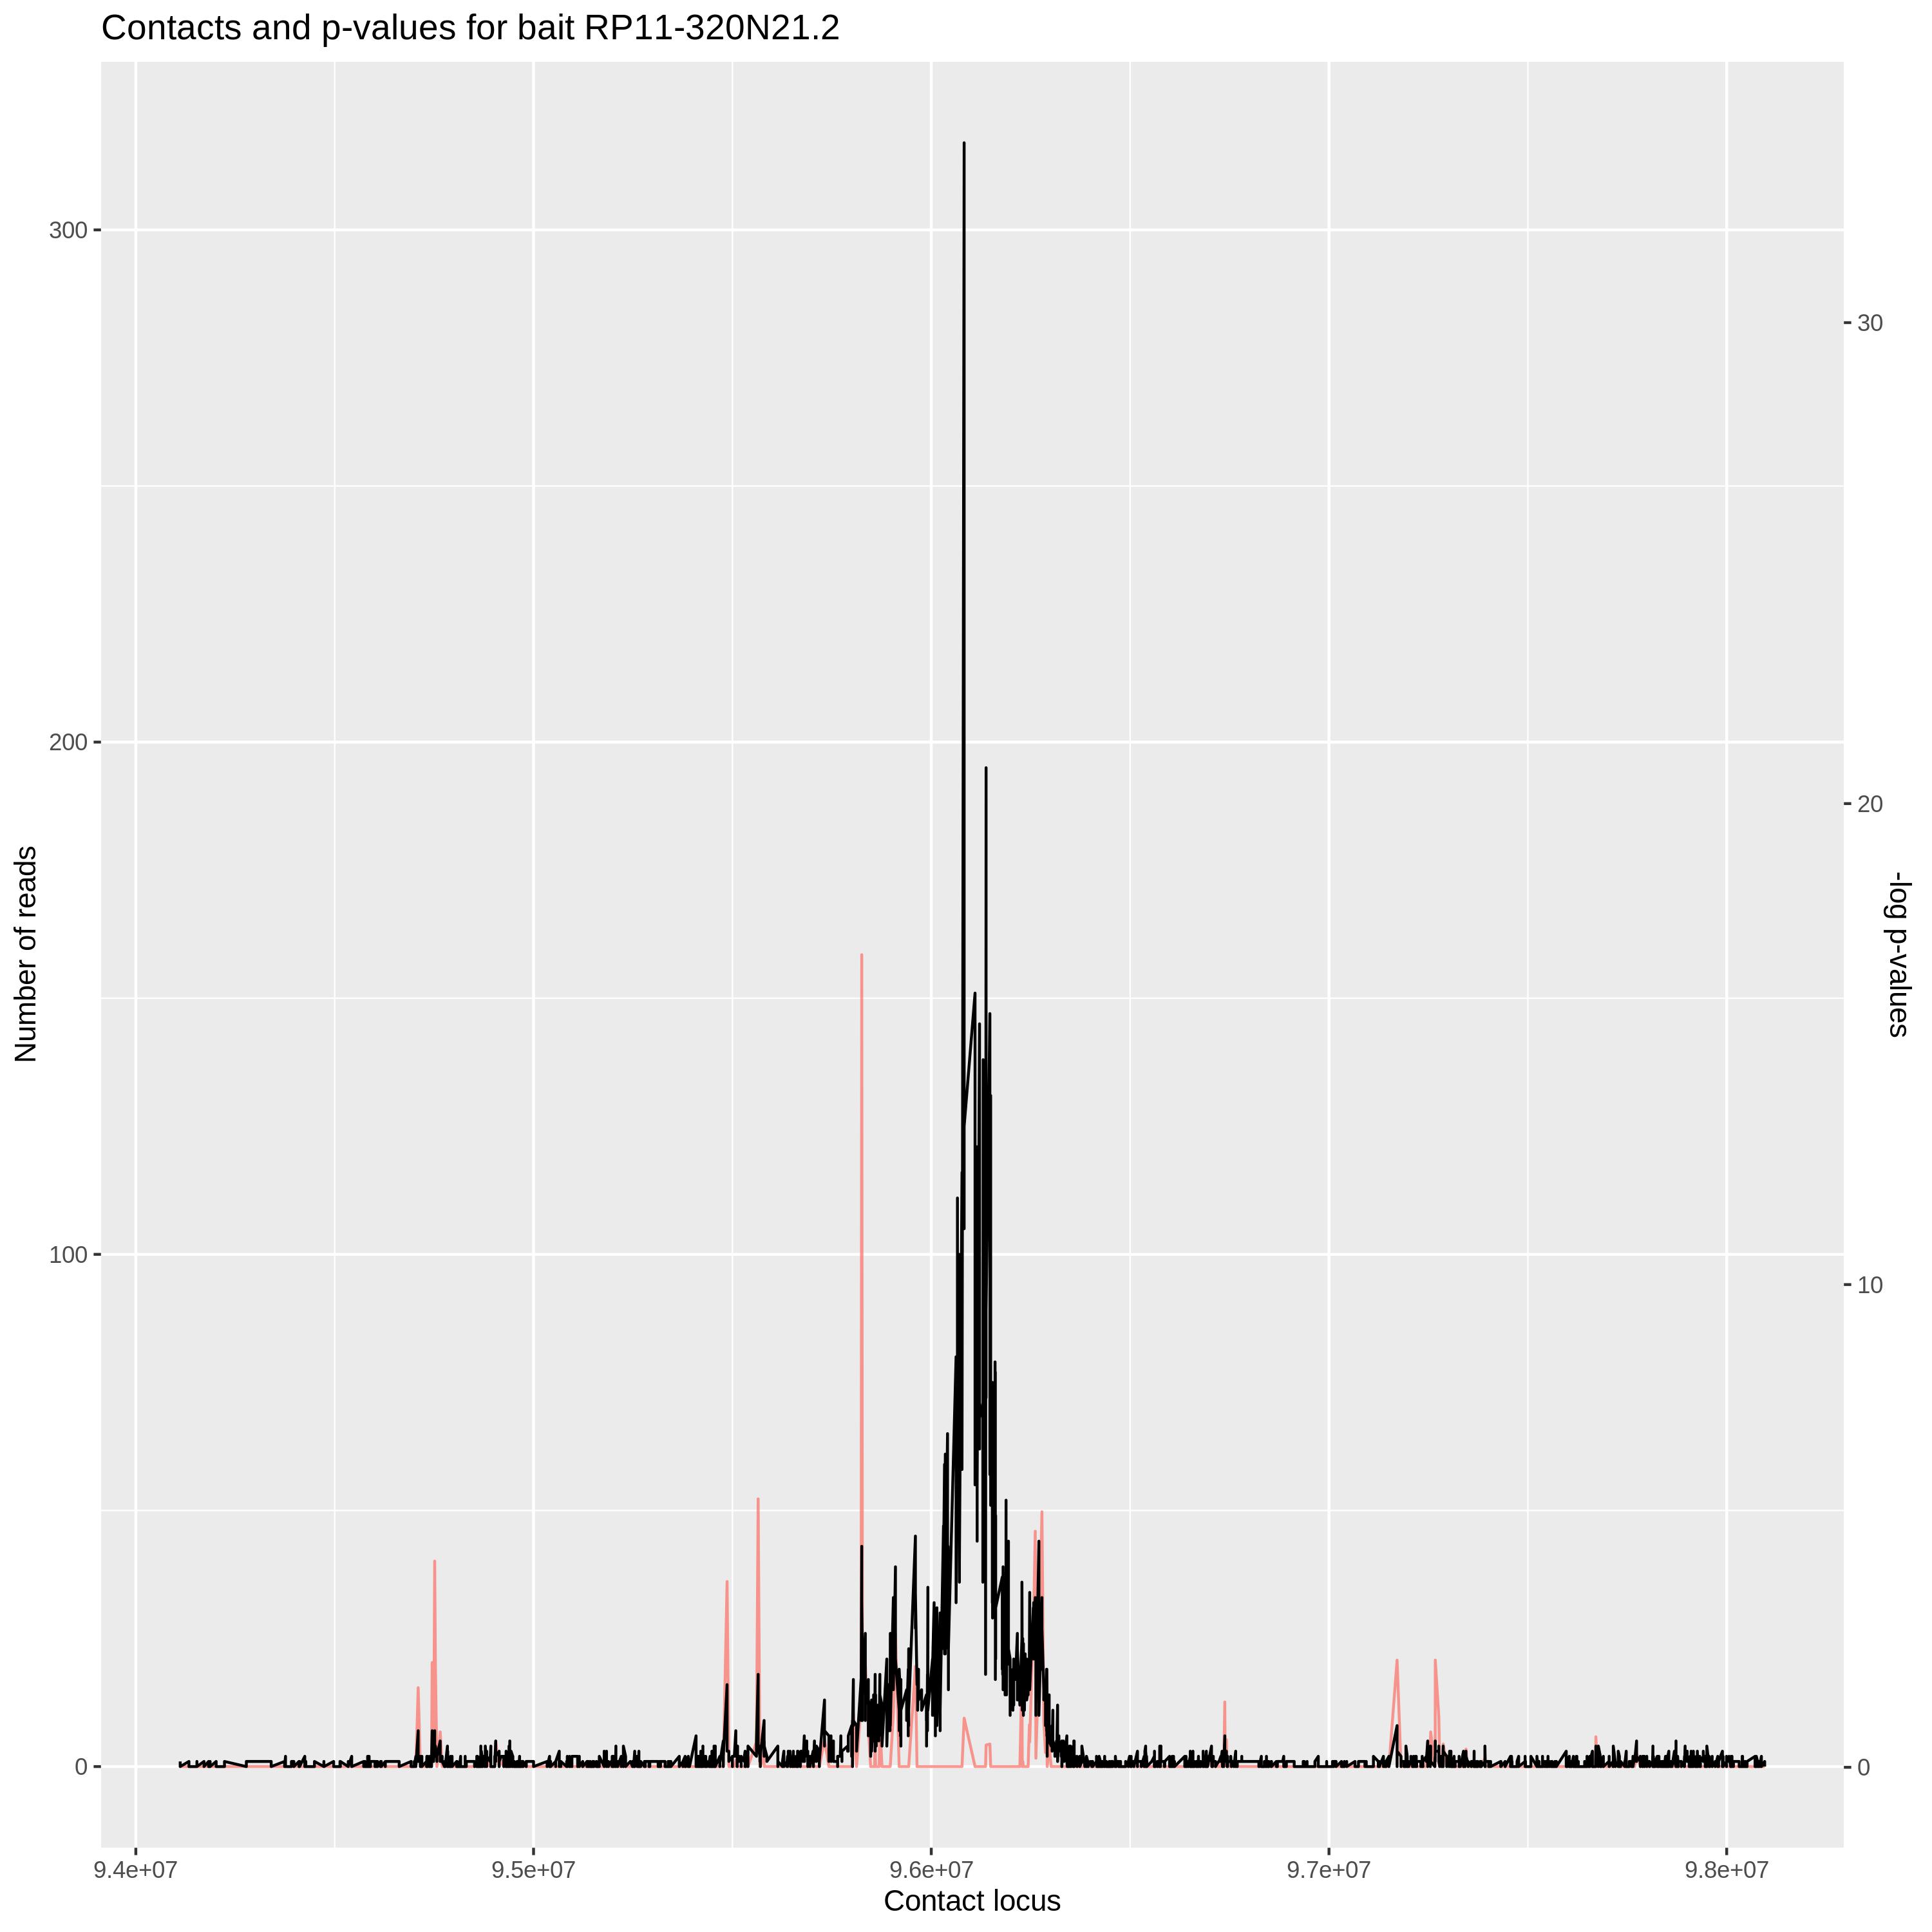 Contacts and p-values for bait RP11-320N21.2
300
200
100
0
Number of reads
30
20
10
0
-log p-values
9.4e+07 9.5e+07 9.6e+07 9.7e+07 9.8e+07
Contact locus